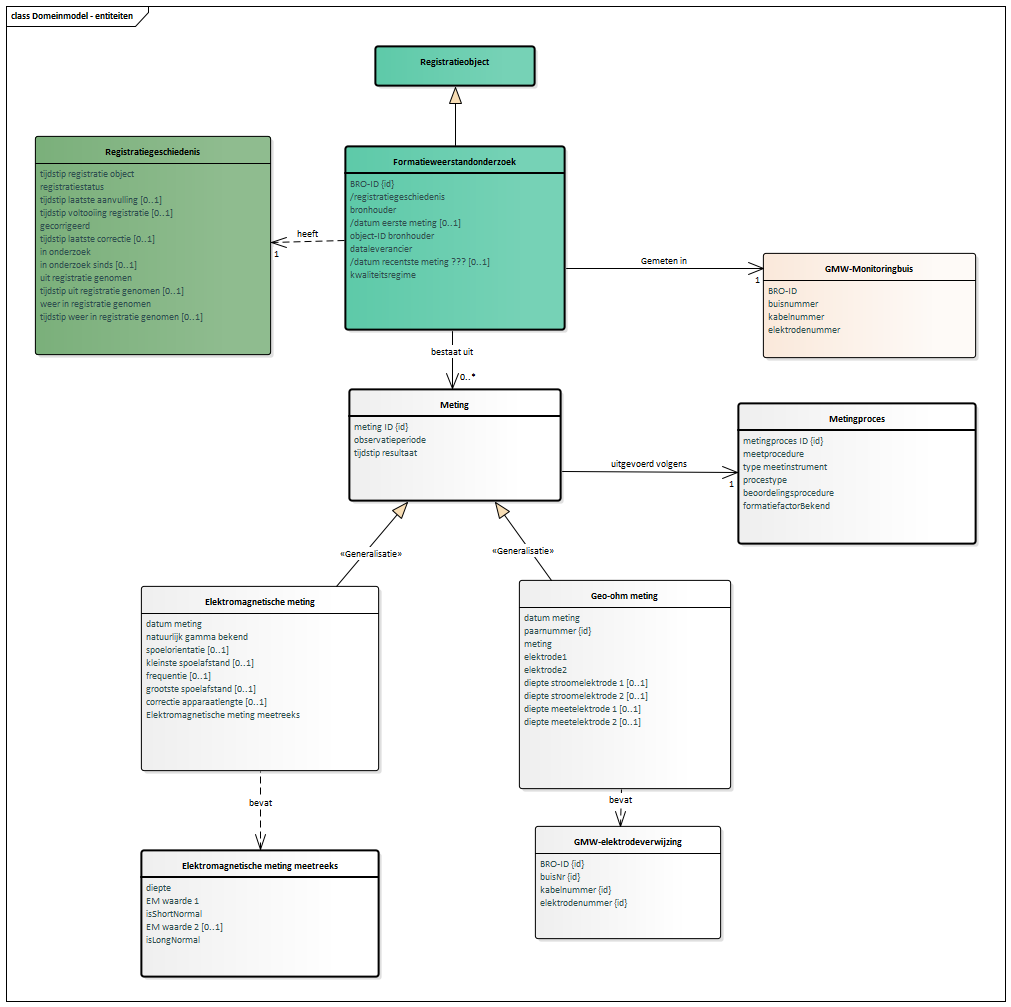 class Domeinmodel - entiteiten
Registratieobject
Registratiegeschiedenis
tijdstip registratie object
registratiestatus
tijdstip laatste aanvulling [0..1]
tijdstip voltooiing registratie [0..1]
gecorrigeerd
tijdstip laatste correctie [0..1]
in onderzoek
in onderzoek sinds [0..1]
uit registratie genomen
tijdstip uit registratie genomen [0..1]
weer in registratie genomen
tijdstip weer in registratie genomen [0..1]
heeft
1
Formatieweerstandonderzoek
BRO-ID {id}
/registratiegeschiedenis
bronhouder
/datum eerste meting [0..1]
object-ID bronhouder
dataleverancier
/datum recentste meting ??? [0..1]
kwaliteitsregime
Gemeten in
1
GMW-Monitoringbuis
BRO-ID
buisnummer
kabelnummer
elektrodenummer
bestaat uit
0..*
Meting
meting ID {id}
observatieperiode
tijdstip resultaat
uitgevoerd volgens
1
Metingproces
metingproces ID {id}
meetprocedure
type meetinstrument
procestype
beoordelingsprocedure
formatiefactorBekend
«Generalisatie»
«Generalisatie»
Elektromagnetische meting
datum meting
natuurlijk gamma bekend
spoelorientatie [0..1]
kleinste spoelafstand [0..1]
frequentie [0..1]
grootste spoelafstand [0..1]
correctie apparaatlengte [0..1]
Elektromagnetische meting meetreeks
Geo-ohm meting
datum meting
paarnummer {id}
meting
elektrode1
elektrode2
diepte stroomelektrode 1 [0..1]
diepte stroomelektrode 2 [0..1]
diepte meetelektrode 1 [0..1]
diepte meetelektrode 2 [0..1]
bevat
bevat
Elektromagnetische meting meetreeks
diepte
EM waarde 1
isShortNormal
EM waarde 2 [0..1]
isLongNormal
GMW-elektrodeverwijzing
BRO-ID {id}
buisNr {id}
kabelnummer {id}
elektrodenummer {id}